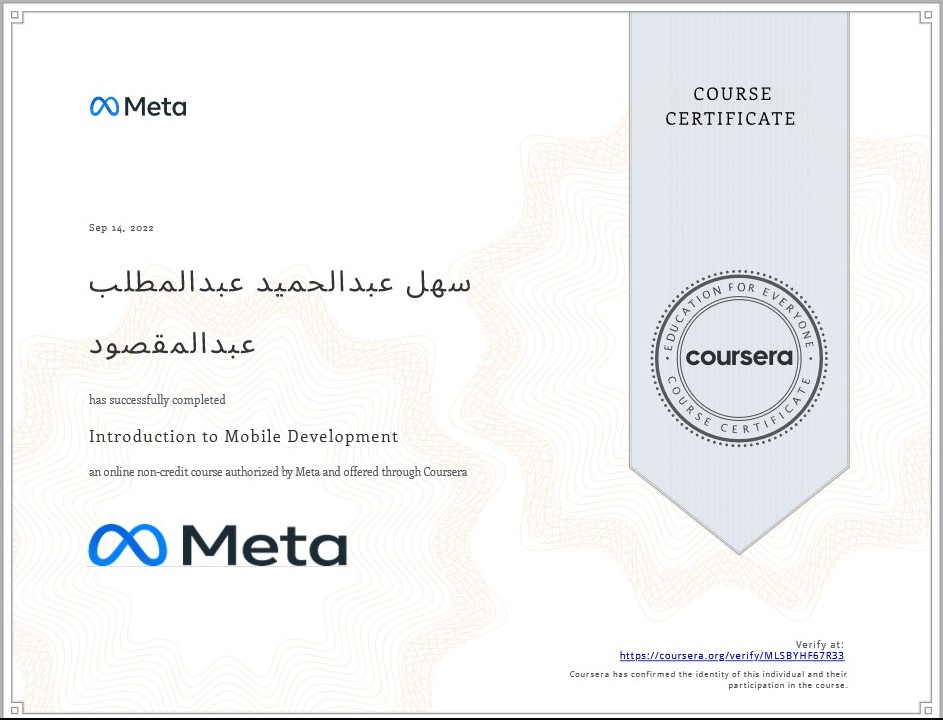 Meta
COURSE
CERTIFICATE
Sep 14, 2022
سهل عبدالحميد عبدالمطلب
عبدالمقصود
has successfully completed
Introduction to Mobile Development
an online non-credit course authorized by Meta and offered through Coursera
Meta
EDUCATION FOR EVERYONE
coursera
COURSE CERTIFICATE
Verify at:
https://coursera.org/verify/MLSBYHF67R33
Coursera has confirmed the identity of this individual and their
participation in the course.